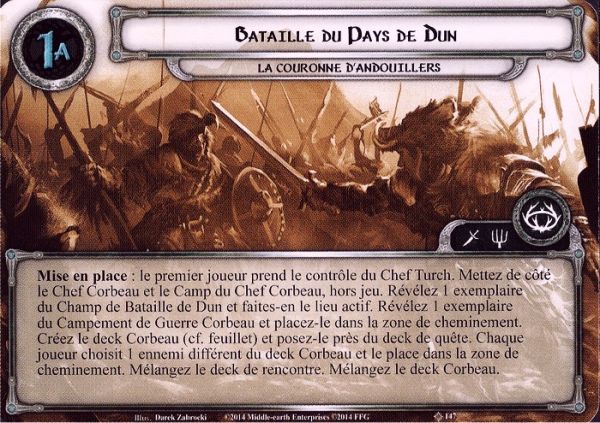 1A
BATAILLE DU PAYS DE DUN
LA COURONNE D'ANDOUILLERS
Mise en place : le premier joueur prend le contrôle du Chef Turch. Mettez de côté
le Chef Corbeau et le Camp du Chef Corbeau, hors jeu. Révélez 1 exemplaire
du Champ de Bataille de Dun et faites-en le lieu actif. Révélez 1 exemplaire
du Campement de Guerre Corbeau et placez-le dans la zone de cheminement.
Créez le deck Corbeau (cf. feuillet) et posez-le près du deck de quête. Chaque
joueur choisit 1 ennemi différent du deck Corbeau et le place dans la zone de
cheminement. Mélangez le deck de rencontre. Mélangez le deck Corbeau.
Illus. Darek Zabrocki ©2014 Middle-earth Enterprises ©2014 FFG 147